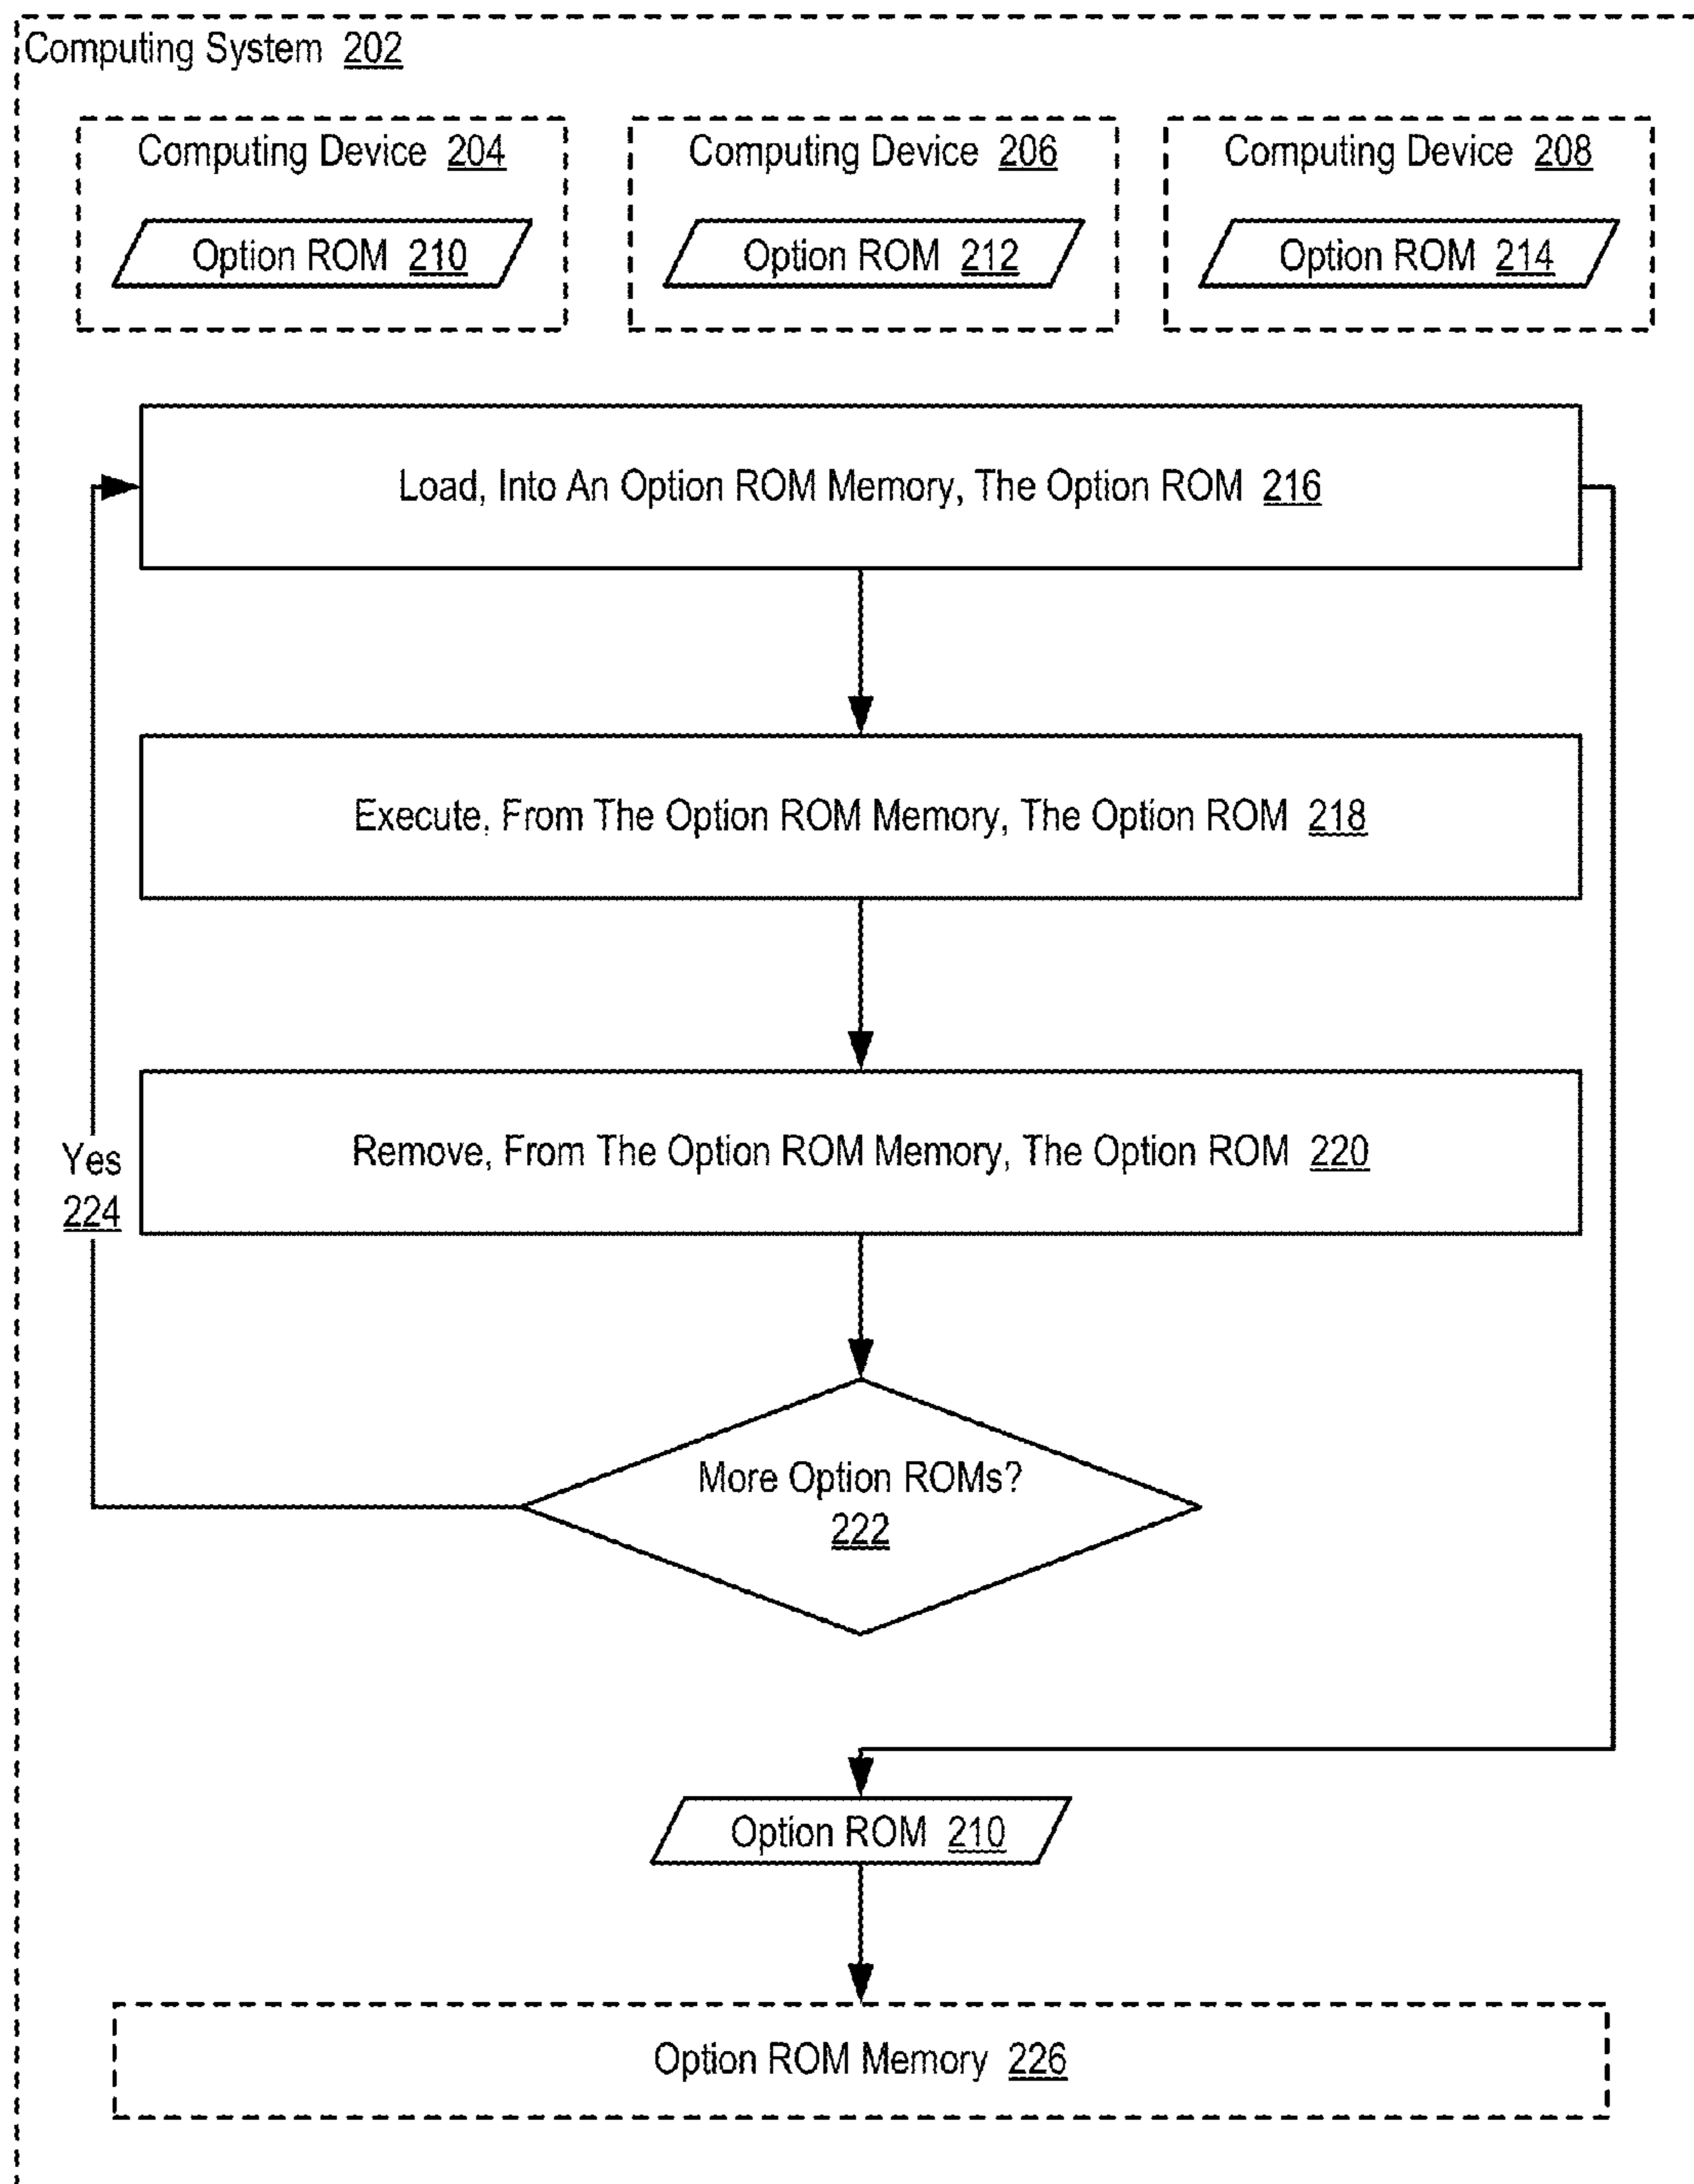 Computing System 202
Computing Device 204
Option ROM 210
Computing Device 206
Option ROM 212
Computing Device 208
Option ROM 214
Load, Into An Option ROM Memory, The Option ROM 216
Execute, From The Option ROM Memory, The Option ROM 218
Remove, From The Option ROM Memory, The Option ROM 220
Yes
224
More Option ROMs?
222
Option ROM 210
Option ROM Memory 226